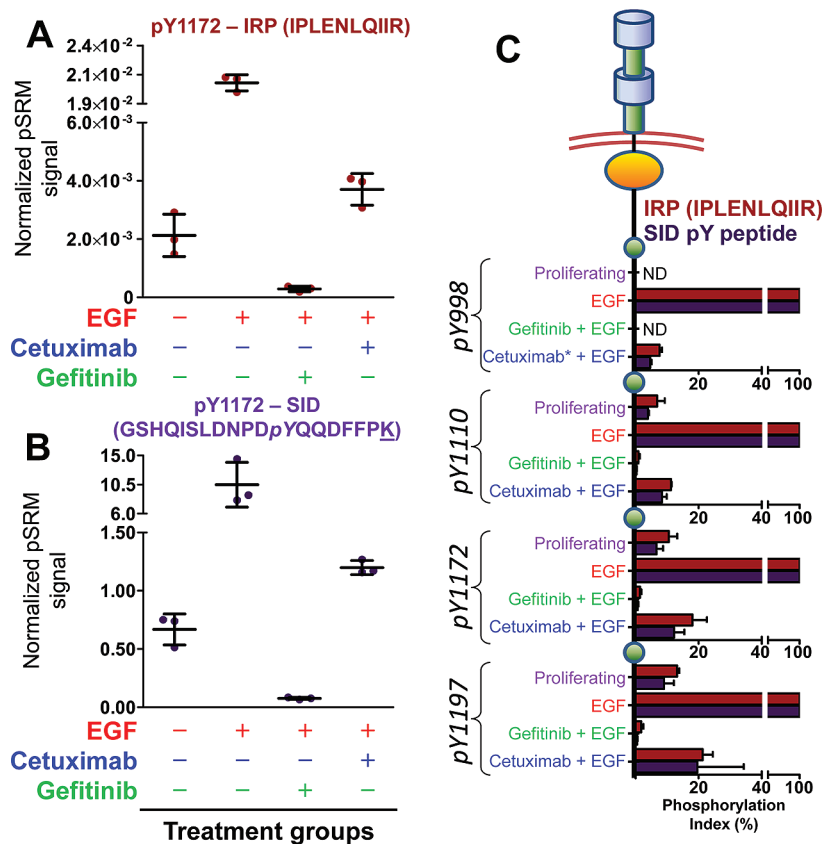 A
pY1172 – IRP (IPLENLQIIR)
Normalized pSRM
signal
2.4×10⁻²
2.1×10⁻²
1.9×10⁻²
6.0×10⁻³
4.0×10⁻³
2.0×10⁻³
0
EGF − + + +
Cetuximab − − − +
Gefitinib − − + −
B
pY1172 – SID
(GSHQISLDNPDpYQQDFFPK)
Normalized pSRM
signal
15.0
10.5
6.0
1.50
1.00
0.50
0.00
EGF − + + +
Cetuximab − − − +
Gefitinib − − + −
Treatment groups
C
IRP (IPLENLQIIR)
SID pY peptide
pY998
Proliferating ND
EGF
Gefitinib + EGF ND
Cetuximab* + EGF
20 40 100
pY1110
Proliferating
EGF
Gefitinib + EGF
Cetuximab + EGF
20 40 100
pY1172
Proliferating
EGF
Gefitinib + EGF
Cetuximab + EGF
20 40 100
pY1197
Proliferating
EGF
Gefitinib + EGF
Cetuximab + EGF
20 40 100
Phosphorylation
Index (%)